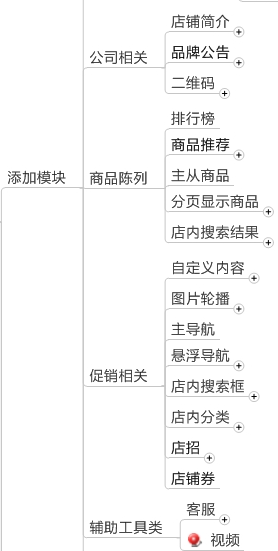 店铺简介
公司相关
品牌公告
二维码
排行榜
商品推荐
添加模块
商品陈列
主从商品
分页显示商品
店内搜索结果
自定义内容
图片轮播
主导航
促销相关
悬浮导航
店内搜索框
店内分类
店招
店铺券
辅助工具类
客服
视频